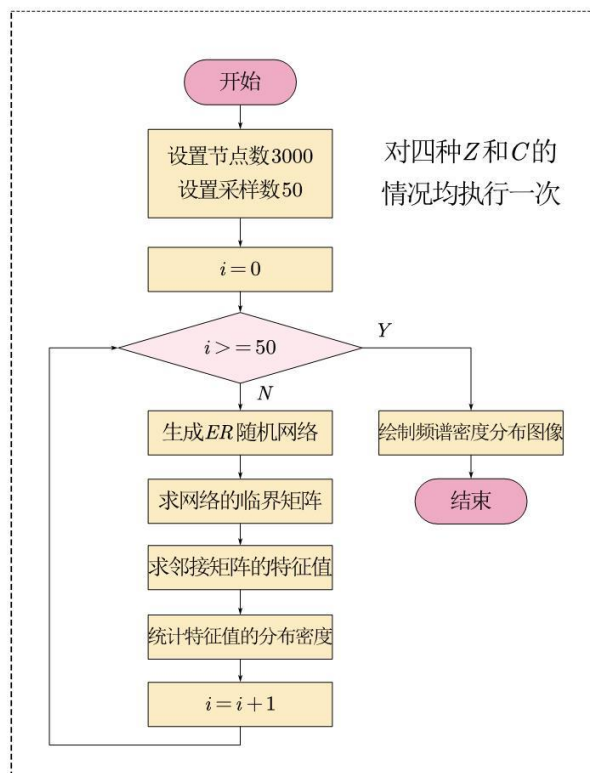 开始
设置节点数3000
设置采样数50
对四种Z和C的
情况均执行一次
i=0
i>=50
Y
N
生成ER随机网络
绘制频谱密度分布图像
求网络的临界矩阵
结束
求邻接矩阵的特征值
统计特征值的分布密度
i=i+1